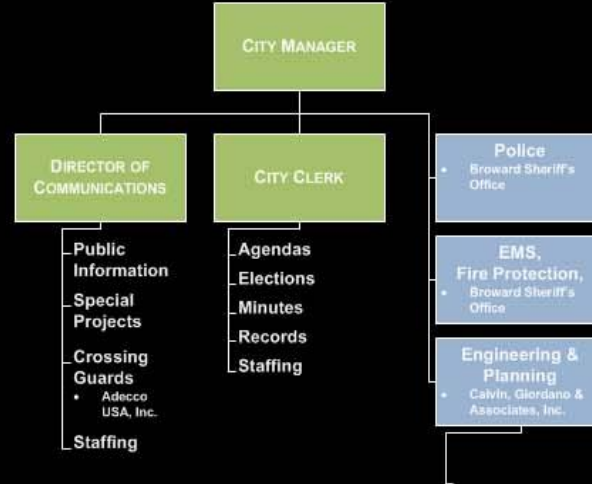 CITY MANAGER
DIRECTOR OF
COMMUNICATIONS
Public
Information
Special
Projects
Crossing
Guards
• Adecco
USA, Inc.
Staffing
CITY CLERK
Agendas
Elections
Minutes
Records
Staffing
Police
• Broward Sheriff's
Office
EMS,
Fire Protection,
• Broward Sheriff's
Office
Engineering &
Planning
• Calvin, Giordano &
Associates, Inc.